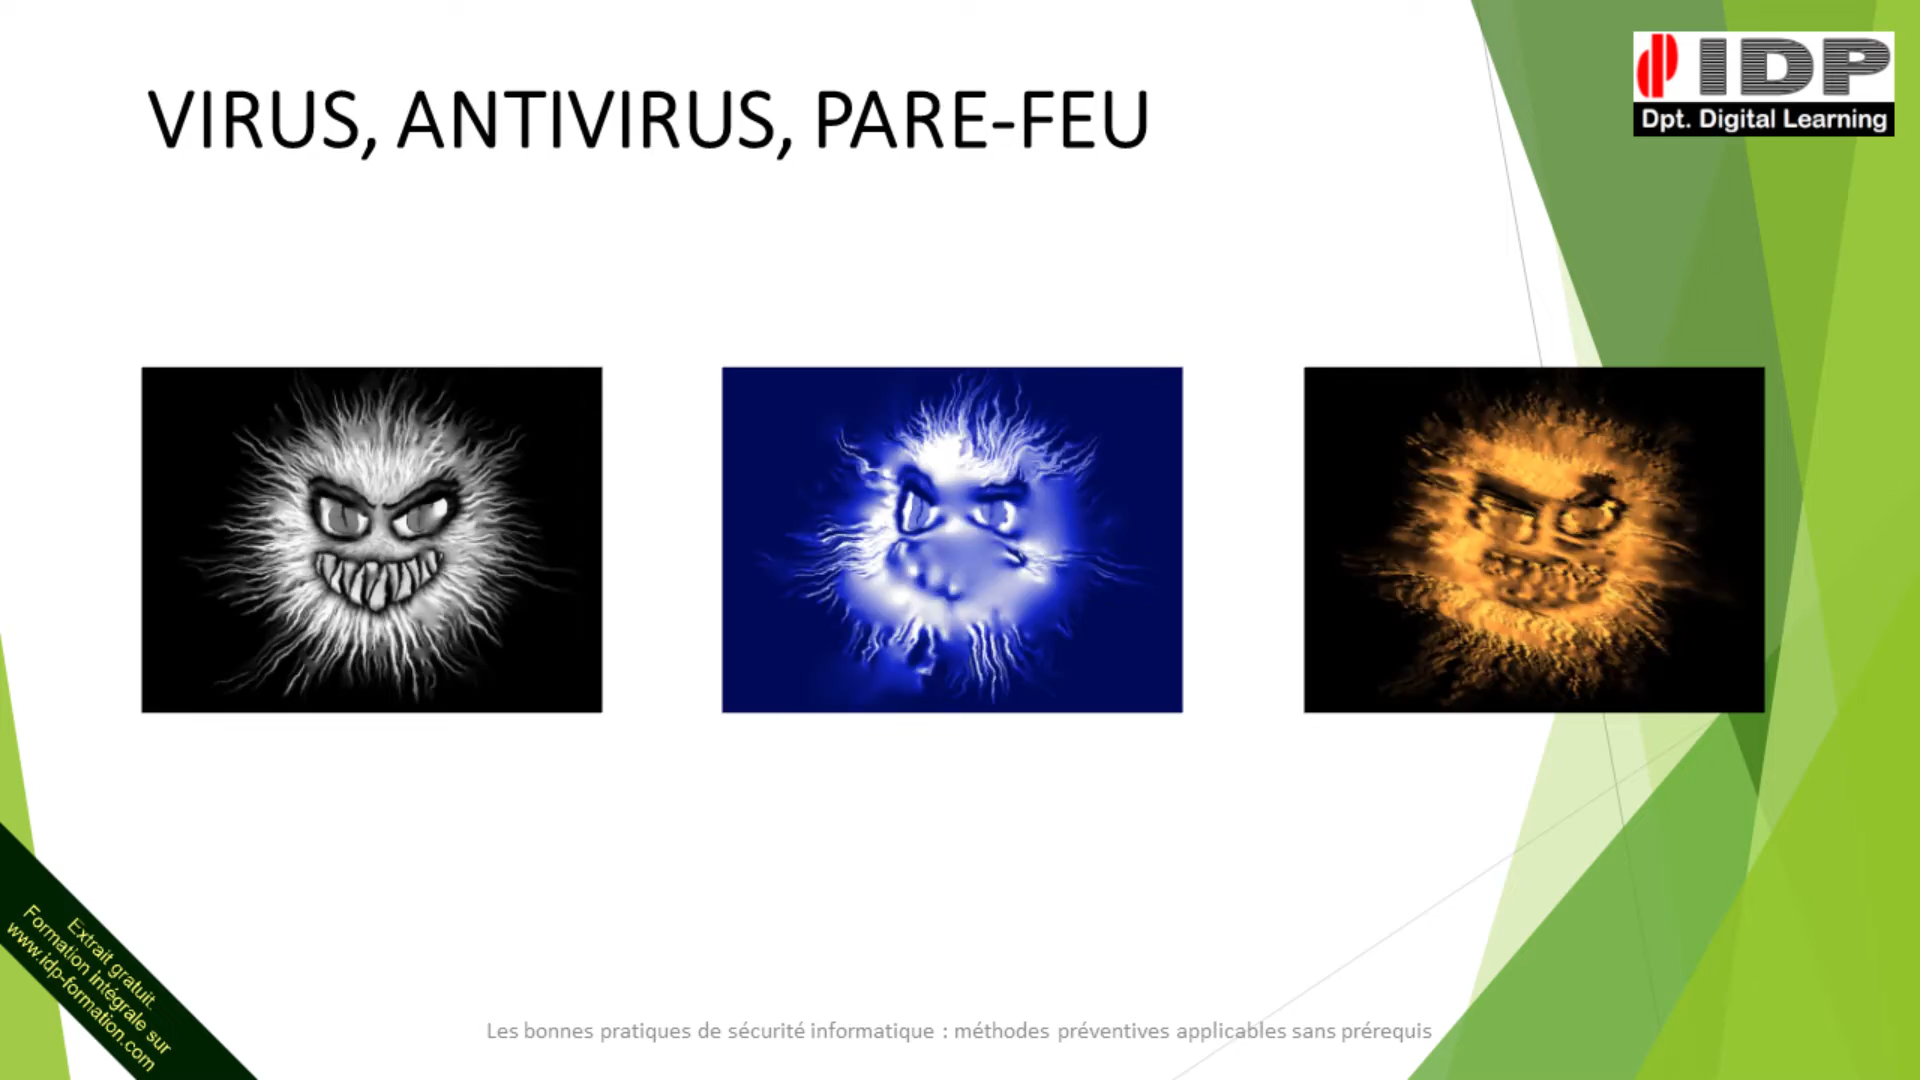 VIRUS, ANTIVIRUS, PARE-FEU
IDP
Dpt. Digital Learning
Extrait gratuit.
Formation Intégrale sur
www.idp-formation.com
Les bonnes pratiques de sécurité informatique : méthodes préventives applicables sans prérequis